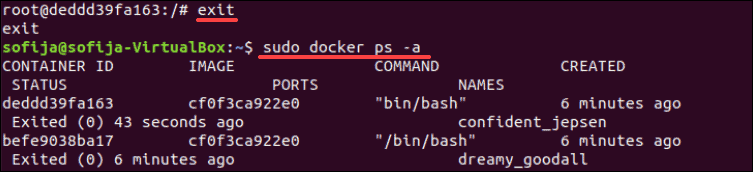 root@deddd39fa163:/# exit
exit
sofija@sofija-VirtualBox:~$ sudo docker ps -a
CONTAINER ID        IMAGE               COMMAND             CREATED
 STATUS                      PORTS               NAMES
deddd39fa163        cf0f3ca922e0        "bin/bash"          6 minutes ago
 Exited (0) 43 seconds ago                       confident_jepsen
befe9038ba17        cf0f3ca922e0        "/bin/bash"         6 minutes ago
 Exited (0) 6 minutes ago                        dreamy_goodall